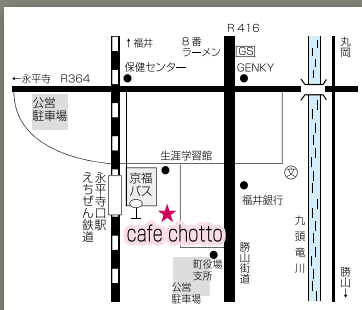 R 416
↑福井
8番
ラーメン
GS
丸岡
保健センター
GENKY
←永平寺 R364
公営
駐車場
生涯学習館
文
京福
バス
永平寺口駅
えちぜん鉄道
福井銀行
cafe chotto
九頭竜川
町役場
支所
勝山街道
公営
駐車場
勝山→